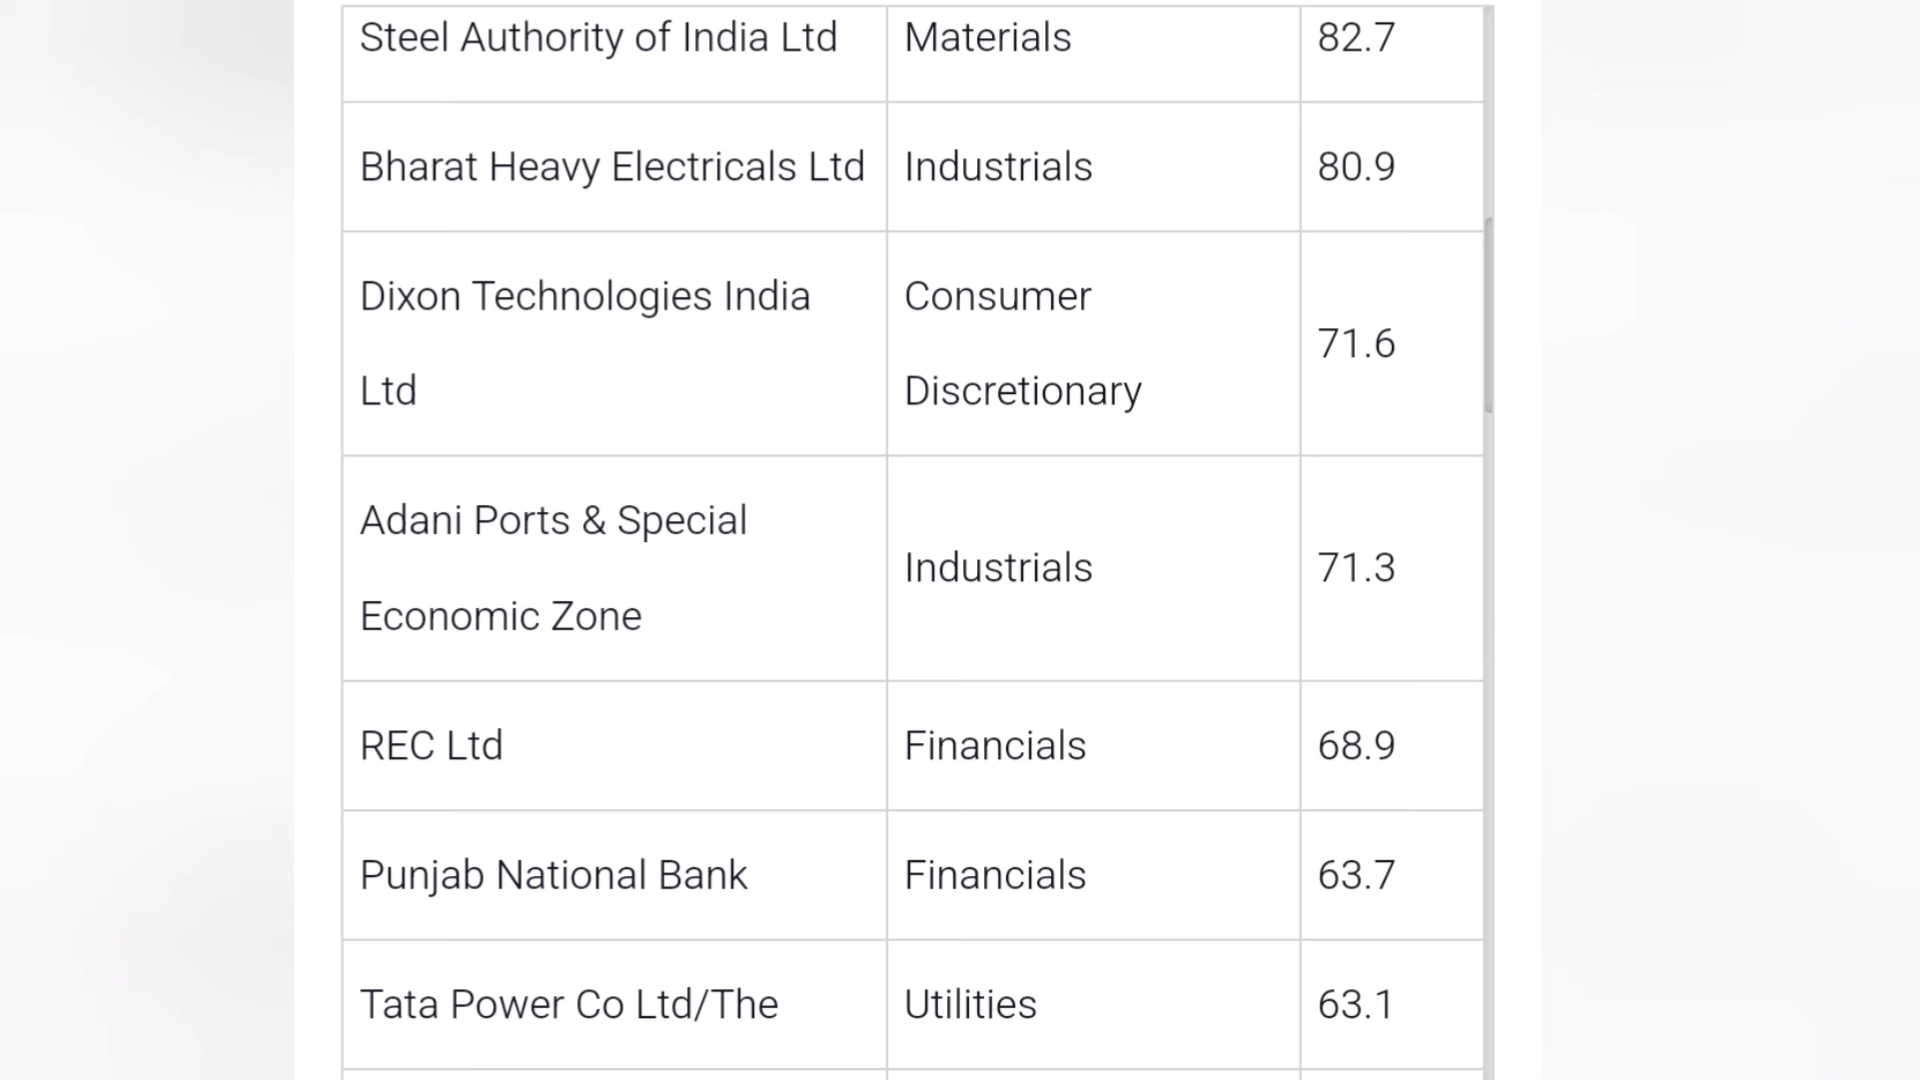 Steel Authority of India Ltd Materials 82.7
Bharat Heavy Electricals Ltd Industrials 80.9
Dixon Technologies India
Ltd
Consumer
Discretionary
71.6
Adani Ports & Special
Economic Zone
Industrials
71.3
REC Ltd Financials 68.9
Punjab National Bank Financials 63.7
Tata Power Co Ltd/The Utilities 63.1